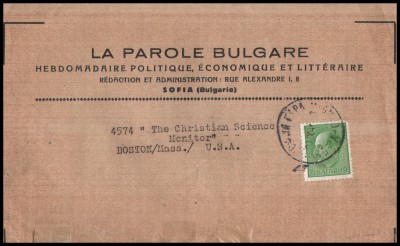 LA PAROLE BULGARE
HEBDOMADAIRE POLITIQUE, ÉCONOMIQUE ET LITTÉRAIRE
RÉDACTION ET ADMINISTRATION: RUE ALEXANDRE I, 8
SOFIA (Bulgarie)
4574 " The Christian Science
Monitor"
BOSTON/Mass./ U.S.A.